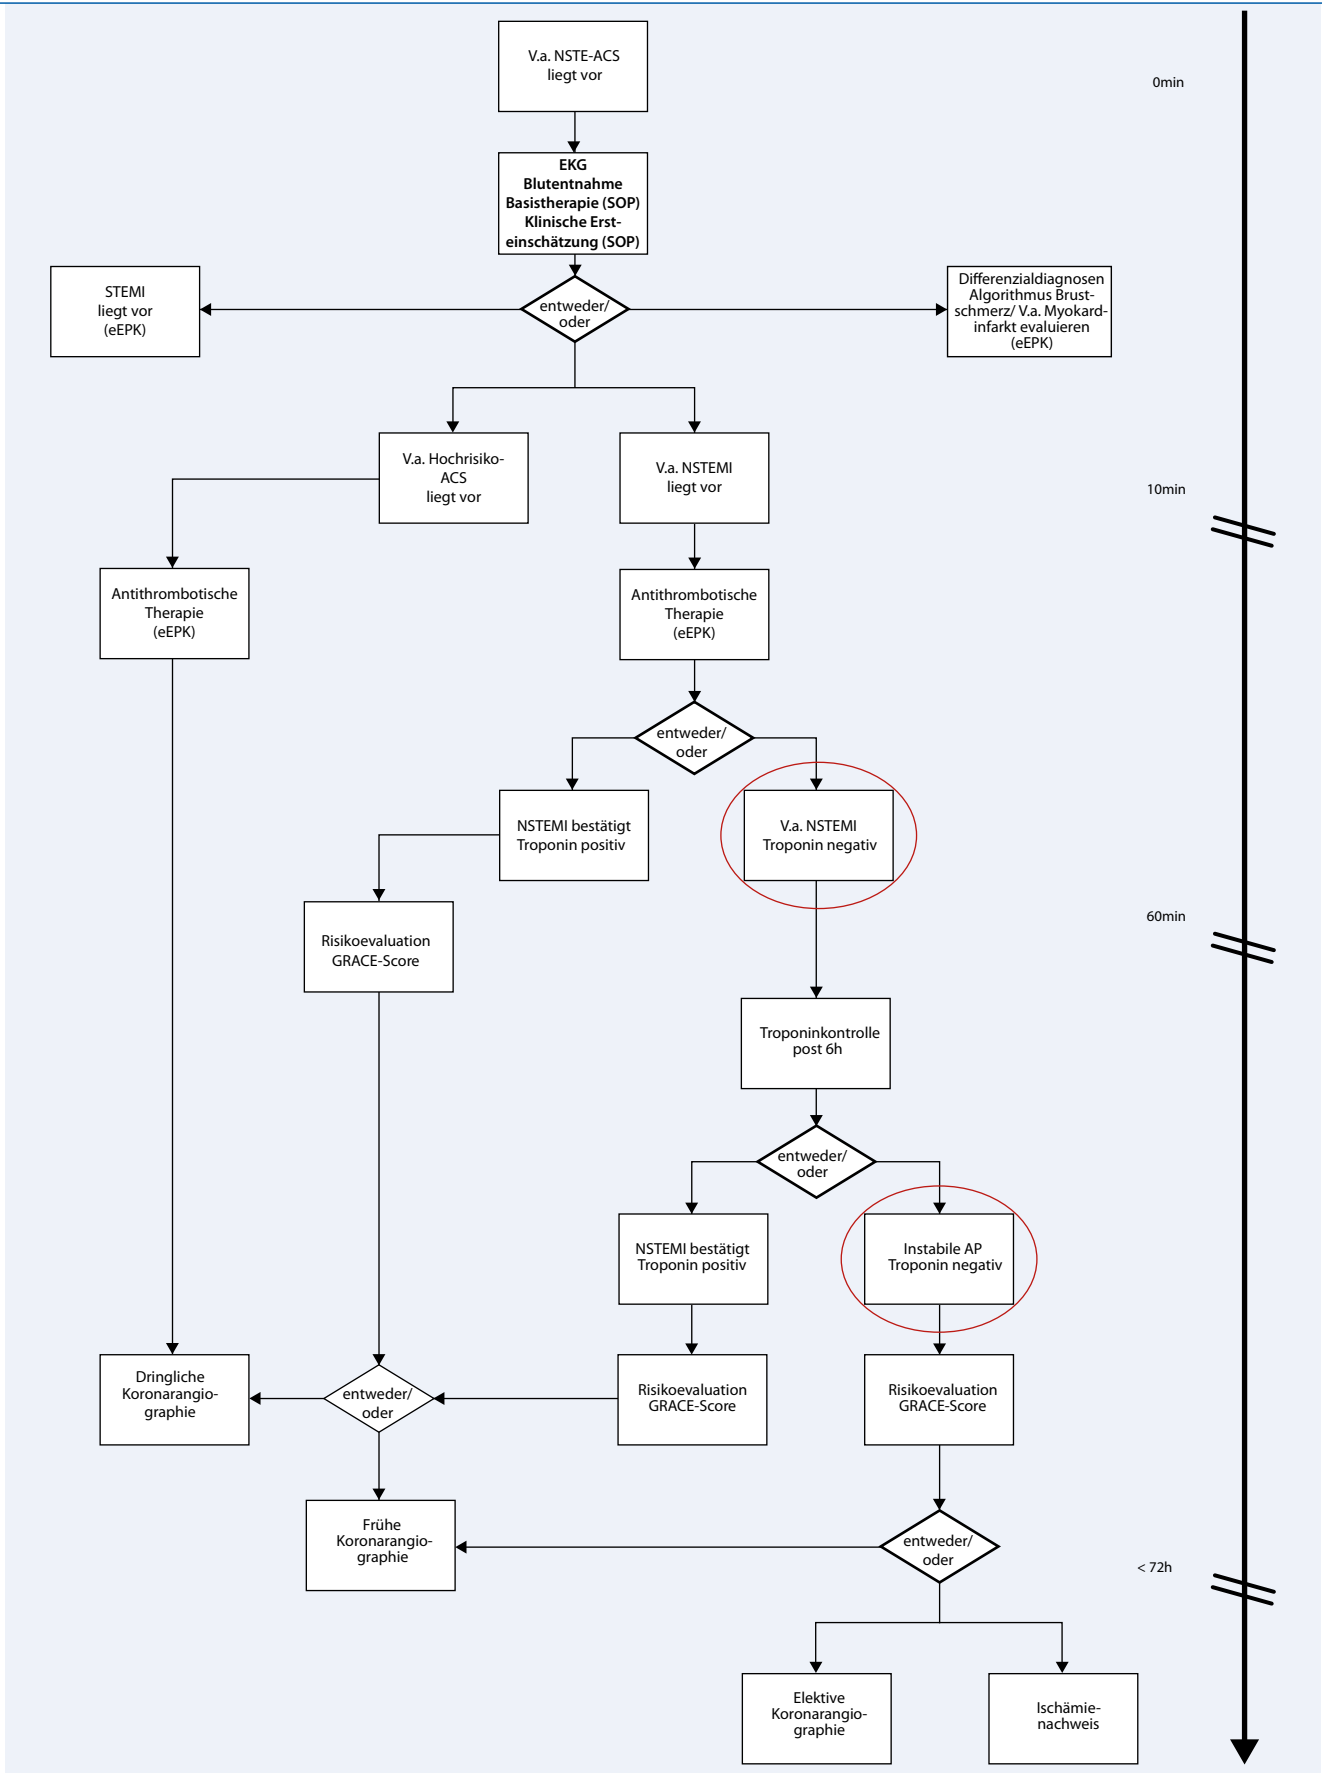 V.a. NSTE-ACS
liegt vor
0min
EKG
Blutentnahme
Basistherapie (SOP)
Klinische Erst-
einschätzung (SOP)
STEMI
liegt vor
(eEPK)
entweder/
oder
Differenzialdiagnosen
Algorithmus Brust-
schmerz/ V.a. Myokard-
infarkt evaluieren
(eEPK)
V.a. Hochrisiko-
ACS
liegt vor
V.a. NSTEMI
liegt vor
10min
Antithrombotische
Therapie
(eEPK)
Antithrombotische
Therapie
(eEPK)
entweder/
oder
NSTEMI bestätigt
Troponin positiv
V.a. NSTEMI
Troponin negativ
60min
Risikoevaluation
GRACE-Score
Troponinkontrolle
post 6h
entweder/
oder
NSTEMI bestätigt
Troponin positiv
Instabile AP
Troponin negativ
Dringliche
Koronarangio-
graphie
entweder/
oder
Risikoevaluation
GRACE-Score
Risikoevaluation
GRACE-Score
Frühe
Koronarangio-
graphie
entweder/
oder
< 72h
Elektive
Koronarangio-
graphie
Ischämie-
nachweis